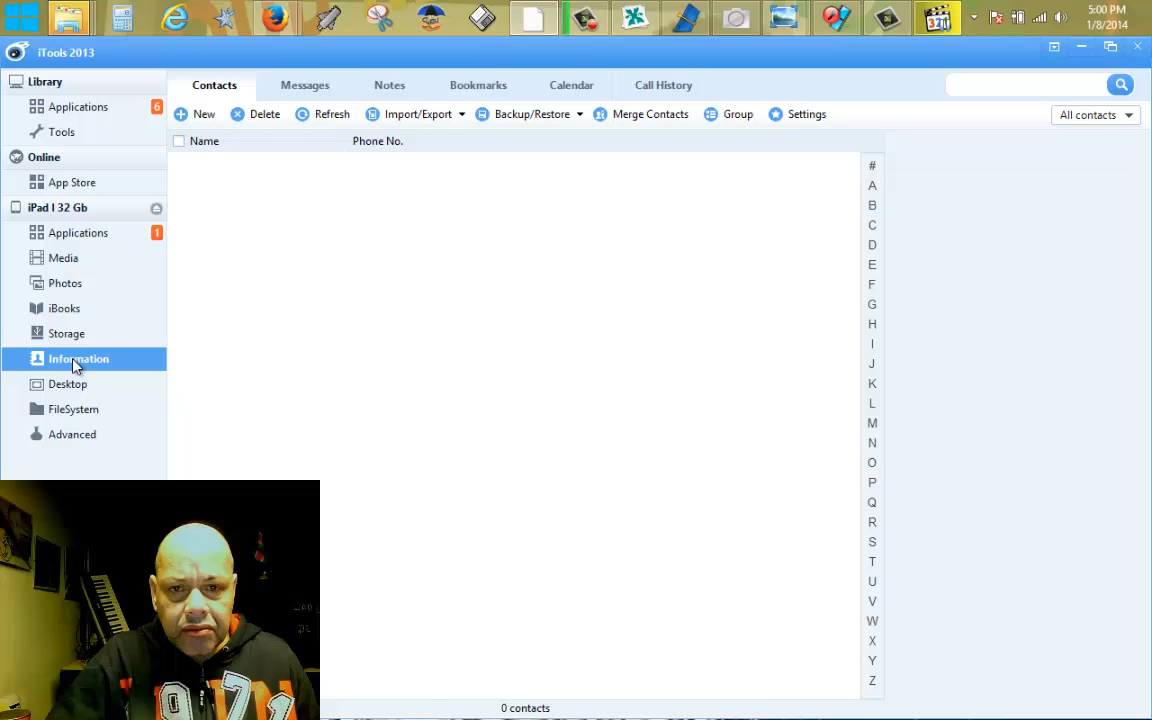 5:00 PM
1/8/2014
321
iTools 2013
Library
Applications 6
Tools
Online
App Store
iPad I 32 Gb
Applications 1
Media
Photos
iBooks
Storage
Information
Desktop
FileSystem
Advanced
Contacts Messages Notes Bookmarks Calendar Call History
New Delete Refresh Import/Export Backup/Restore Merge Contacts Group Settings All contacts
Name Phone No.
#
A
B
C
D
E
F
G
H
I
J
K
L
M
N
O
P
Q
R
S
T
U
V
W
X
Y
Z
971
0 contacts